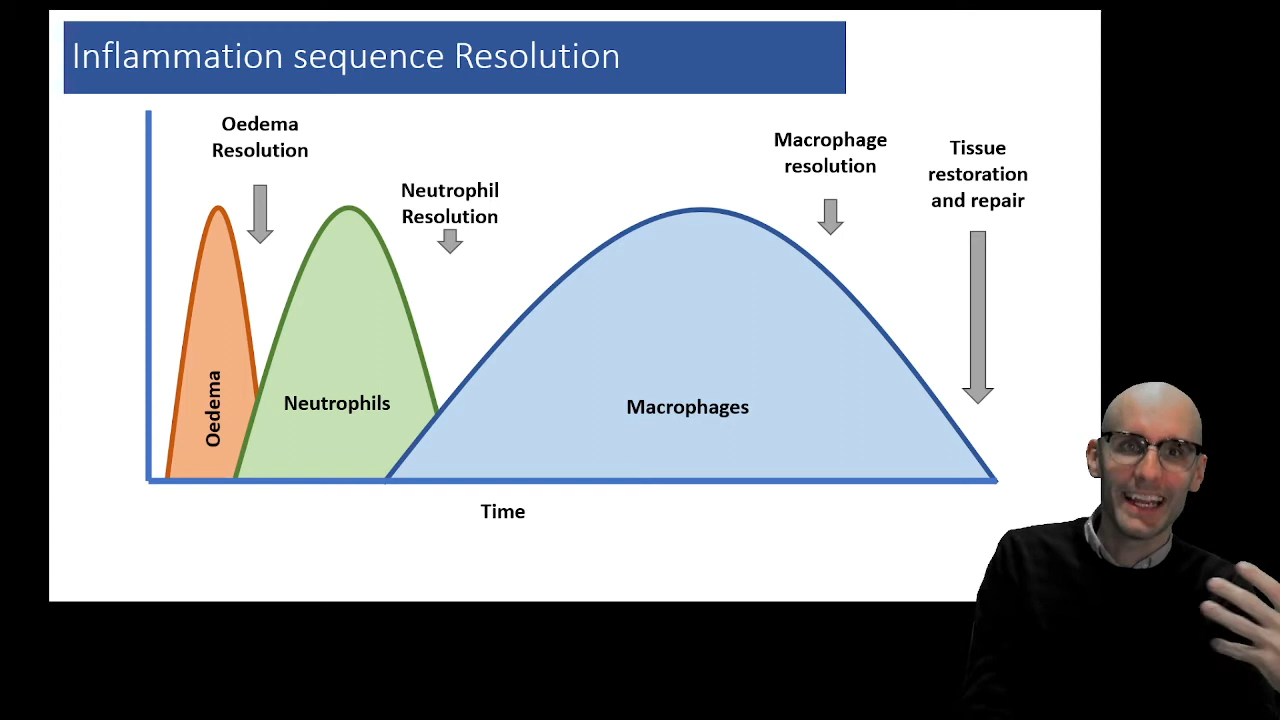 Inflammation sequence Resolution
Oedema
Resolution
Neutrophil
Resolution
Macrophage
resolution
Tissue
restoration
and repair
Oedema
Neutrophils
Macrophages
Time